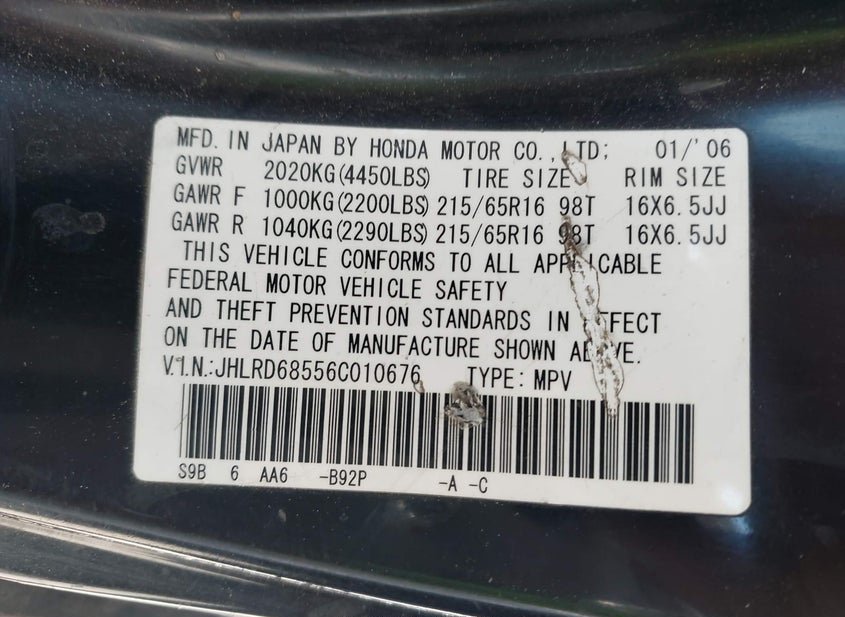 MFD. IN JAPAN BY HONDA MOTOR CO., LTD; 01/'06
GVWR 2020KG(4450LBS) TIRE SIZE RIM SIZE
GAWR F 1000KG(2200LBS) 215/65R16 98T 16X6.5JJ
GAWR R 1040KG(2290LBS) 215/65R16 98T 16X6.5JJ
THIS VEHICLE CONFORMS TO ALL APPLICABLE
FEDERAL MOTOR VEHICLE SAFETY
AND THEFT PREVENTION STANDARDS IN EFFECT
ON THE DATE OF MANUFACTURE SHOWN ABOVE.
V.I.N.:JHLRD68556C010676 TYPE: MPV
S9B 6 AA6 -B92P -A -C